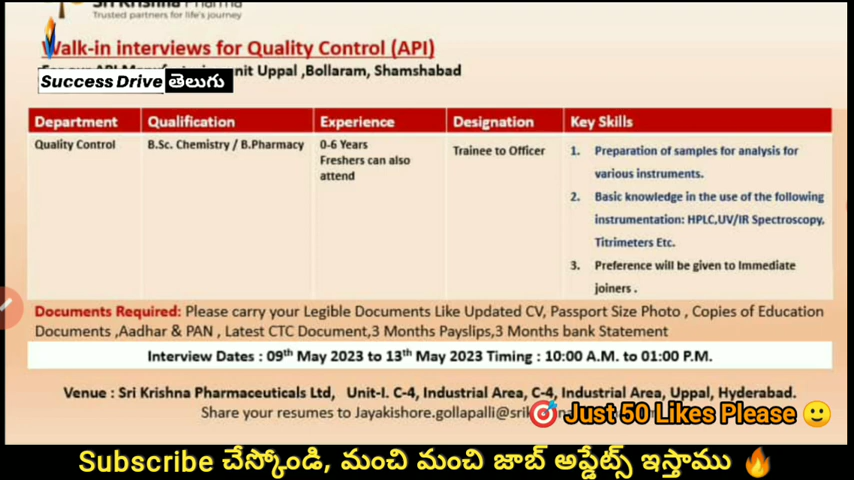 Sri Krishna Pharma
Trusted partners for life's journey
Walk-in interviews for Quality Control (API)
unit Uppal ,Bollaram, Shamshabad
Success Drive తెలుగు
Department Qualification Experience Designation Key Skills
Quality Control B.Sc. Chemistry / B.Pharmacy 0-6 Years Trainee to Officer
Freshers can also
attend
1. Preparation of samples for analysis for
various instruments.
2. Basic knowledge in the use of the following
instrumentation: HPLC,UV/IR Spectroscopy,
Titrimeters Etc.
3. Preference will be given to Immediate
joiners .
Documents Required: Please carry your Legible Documents Like Updated CV, Passport Size Photo , Copies of Education
Documents ,Aadhar & PAN , Latest CTC Document,3 Months Payslips,3 Months bank Statement
Interview Dates : 09th May 2023 to 13th May 2023 Timing : 10:00 A.M. to 01:00 P.M.
Venue : Sri Krishna Pharmaceuticals Ltd, Unit-I. C-4, Industrial Area, C-4, Industrial Area, Uppal, Hyderabad.
Share your resumes to Jayakishore.gollapalli@srik
Just 50 Likes Please
Subscribe చేస్కోండి, మంచి మంచి జాబ్ అప్డేట్స్ ఇస్తాము